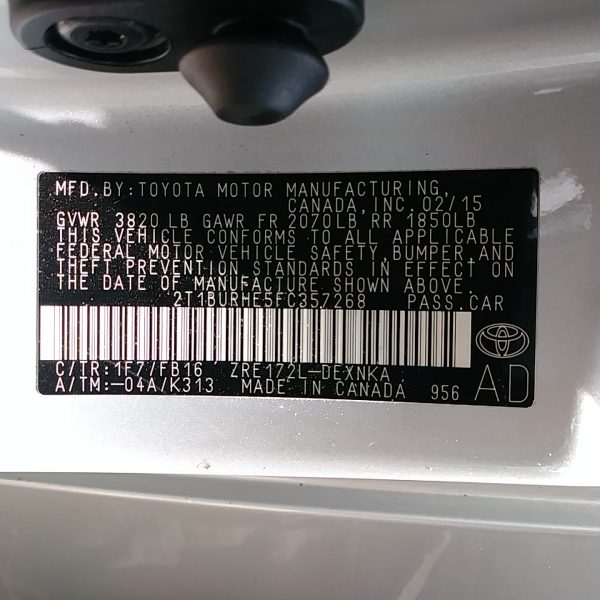 MFD. BY: TOYOTA MOTOR MANUFACTURING,
CANADA, INC. 02/15
GVWR 3820 LB GAWR FR 2070LB RR 1850LB
THIS VEHICLE CONFORMS TO ALL APPLICABLE
FEDERAL MOTOR VEHICLE SAFETY, BUMPER, AND
THEFT PREVENTION STANDARDS IN EFFECT ON
THE DATE OF MANUFACTURE SHOWN ABOVE.
2T1BURHE5FC357268 PASS. CAR
C/TR: 1F7/FB16 ZRE172L-DEXNKA
A/TM: -04A/K313 MADE IN CANADA 956 AD